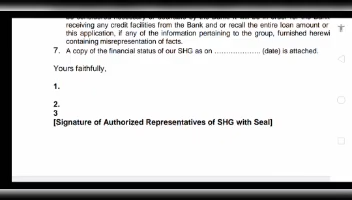 receiving any credit facilities from the Bank and or recall the entire loan amount or
this application, if any of the information pertaining to the group, furnished herewi
containing misrepresentation of facts.
7. A copy of the financial status of our SHG as on .................... (date) is attached.
Yours faithfully,
1.
2.
3
[Signature of Authorized Representatives of SHG with Seal]